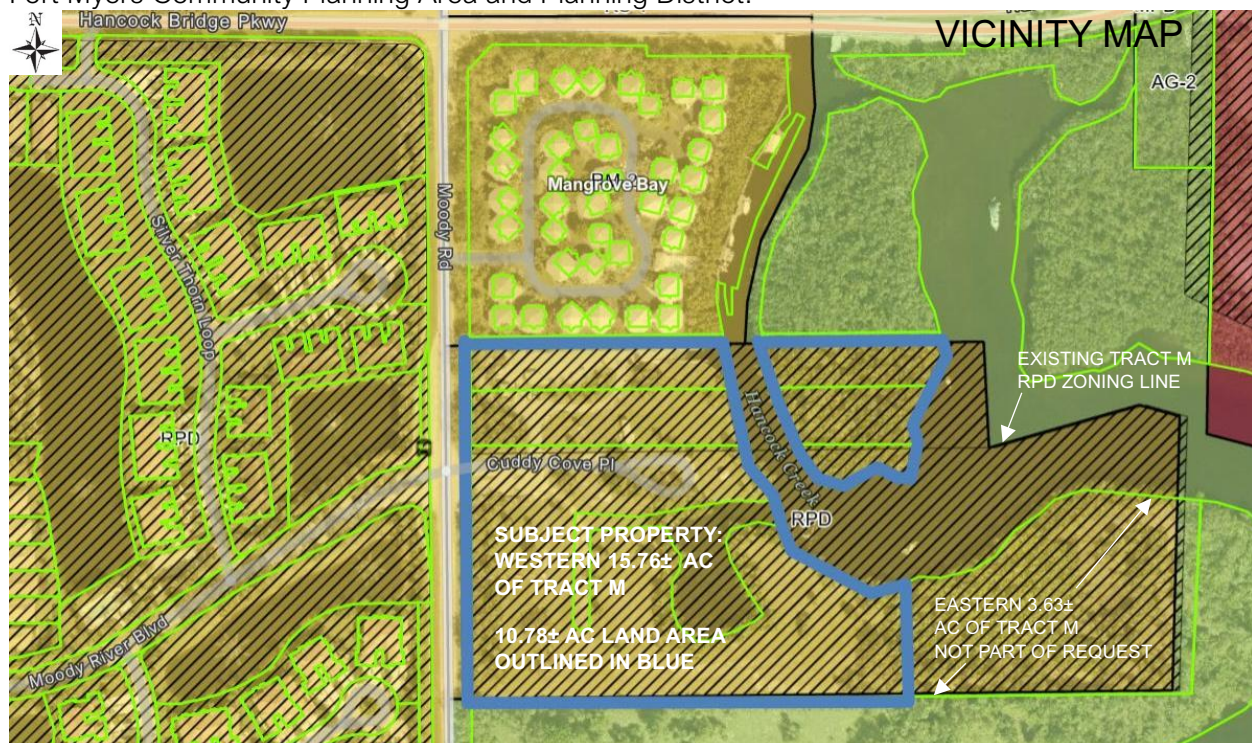 Fort Myers Community Planning Area and Planning District.
N
Hancock Bridge Pkwy
VICINITY MAP
AG-2
Moody Rd
RM-2
Mangrove Bay
Silver Thorn Loop
EXISTING TRACT M
RPD ZONING LINE
RPD
Hancock Creek
Cuddy Cove Pl
RPD
SUBJECT PROPERTY:
WESTERN 15.76± AC
OF TRACT M
10.78± AC LAND AREA
OUTLINED IN BLUE
EASTERN 3.63±
AC OF TRACT M
NOT PART OF REQUEST
Moody River Blvd